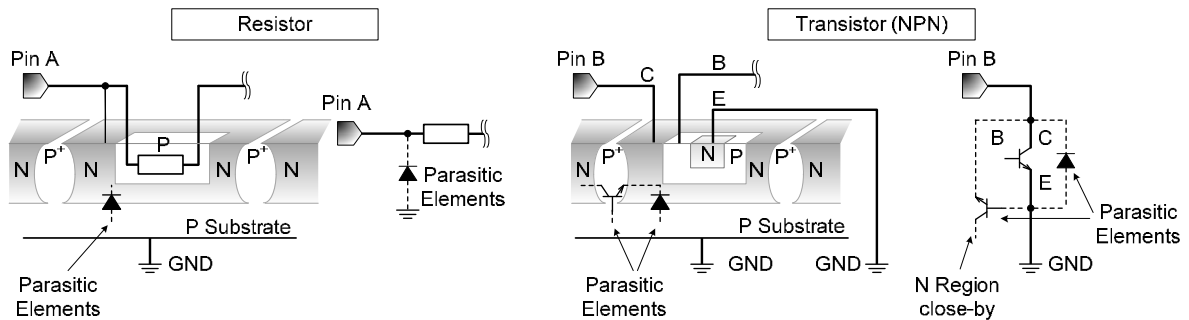 Resistor
Transistor (NPN)
Pin A
Pin A
N
P+
N
P
P+
N
Parasitic
Elements
P Substrate
GND
Parasitic
Elements
Pin B
C
B
E
N
P+
N
N
P
P+
N
P Substrate
GND
GND
Parasitic
Elements
Pin B
B
C
E
Parasitic
Elements
GND
N Region
close-by